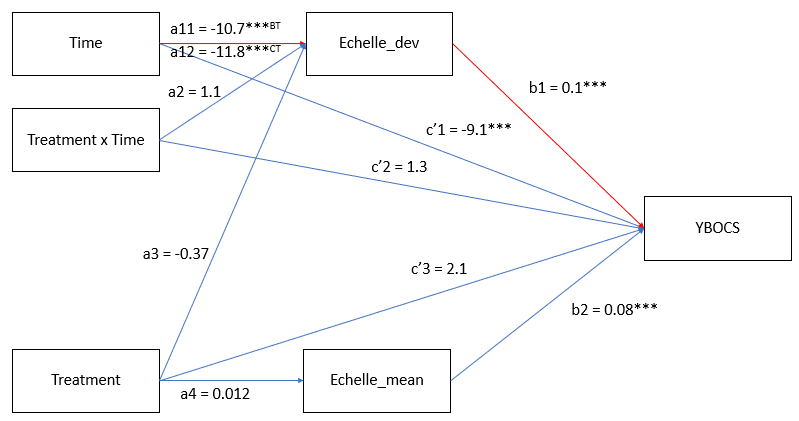 a11 = -10.7***BT
Time
Echelle_dev
a12 = -11.8***CT
a2 = 1.1
b1 = 0.1***
Treatment x Time
c’1 = -9.1***
c’2 = 1.3
YBOCS
a3 = -0.37
c’3 = 2.1
b2 = 0.08***
Treatment
Echelle_mean
a4 = 0.012